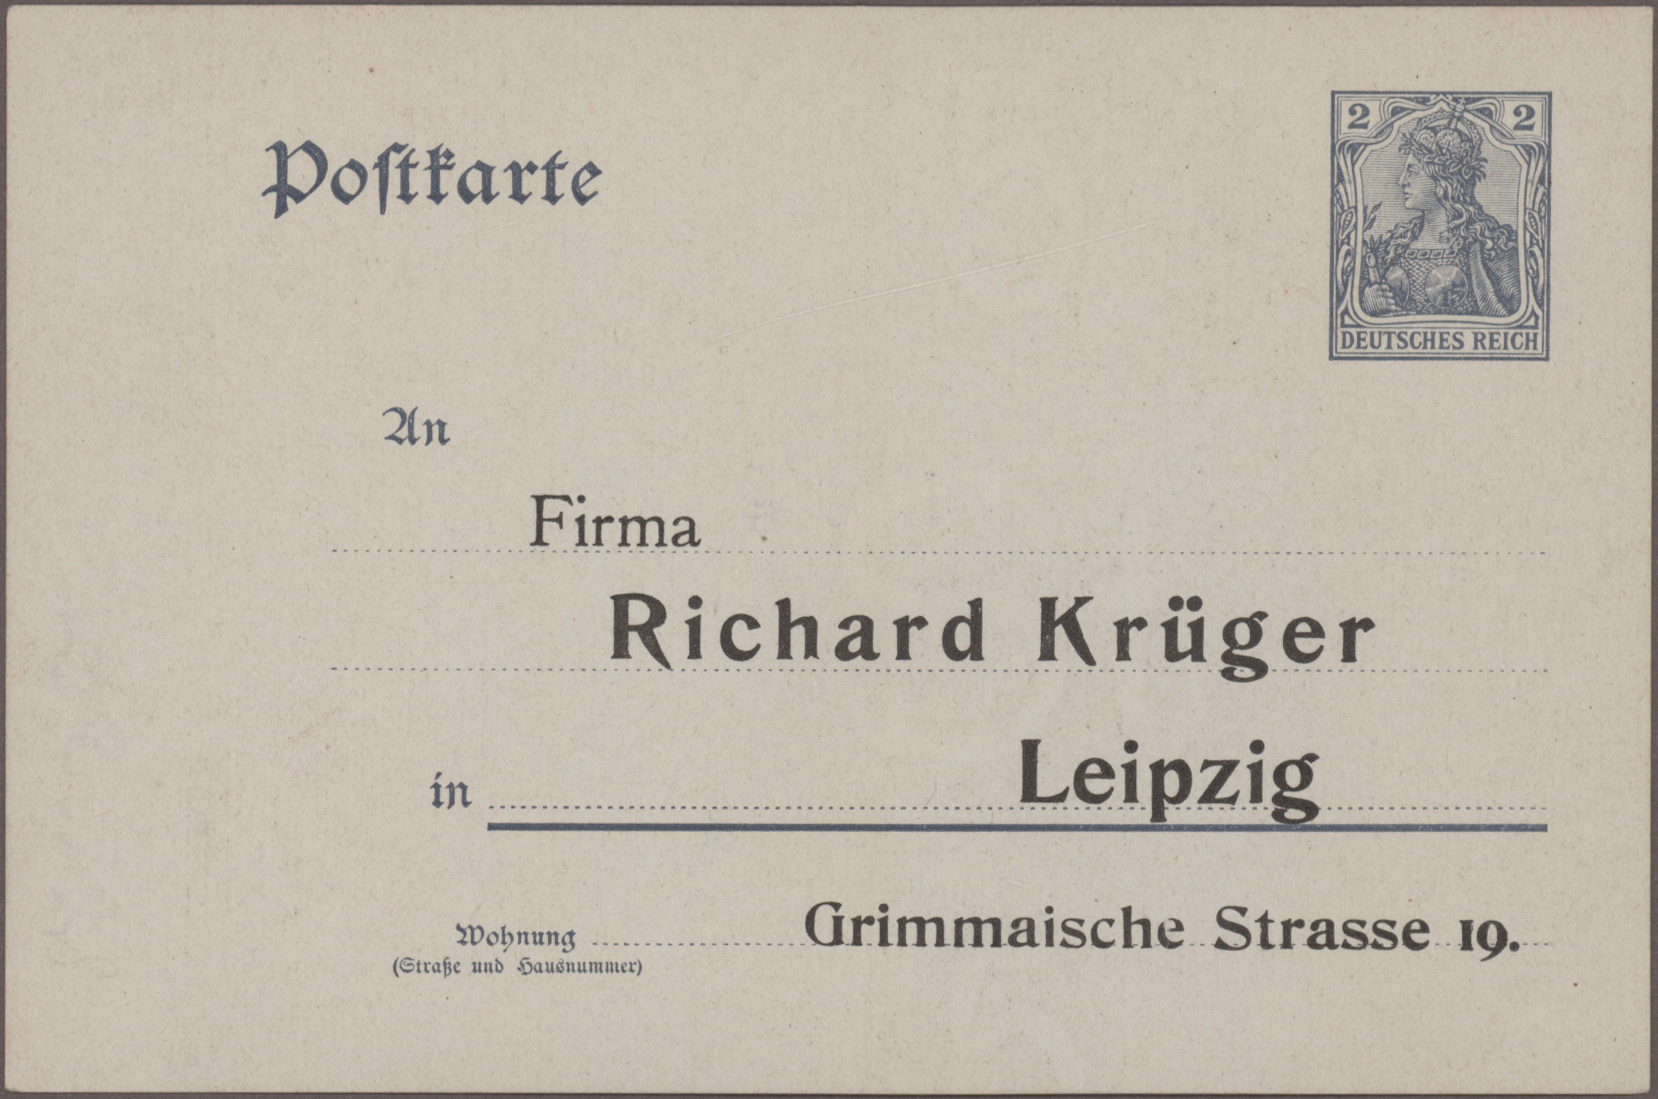 Postkarte
2 2
DEUTSCHES REICH
An
Firma
Richard Krüger
in Leipzig
Wohnung Grimmaische Strasse 19.
(Straße und Hausnummer)